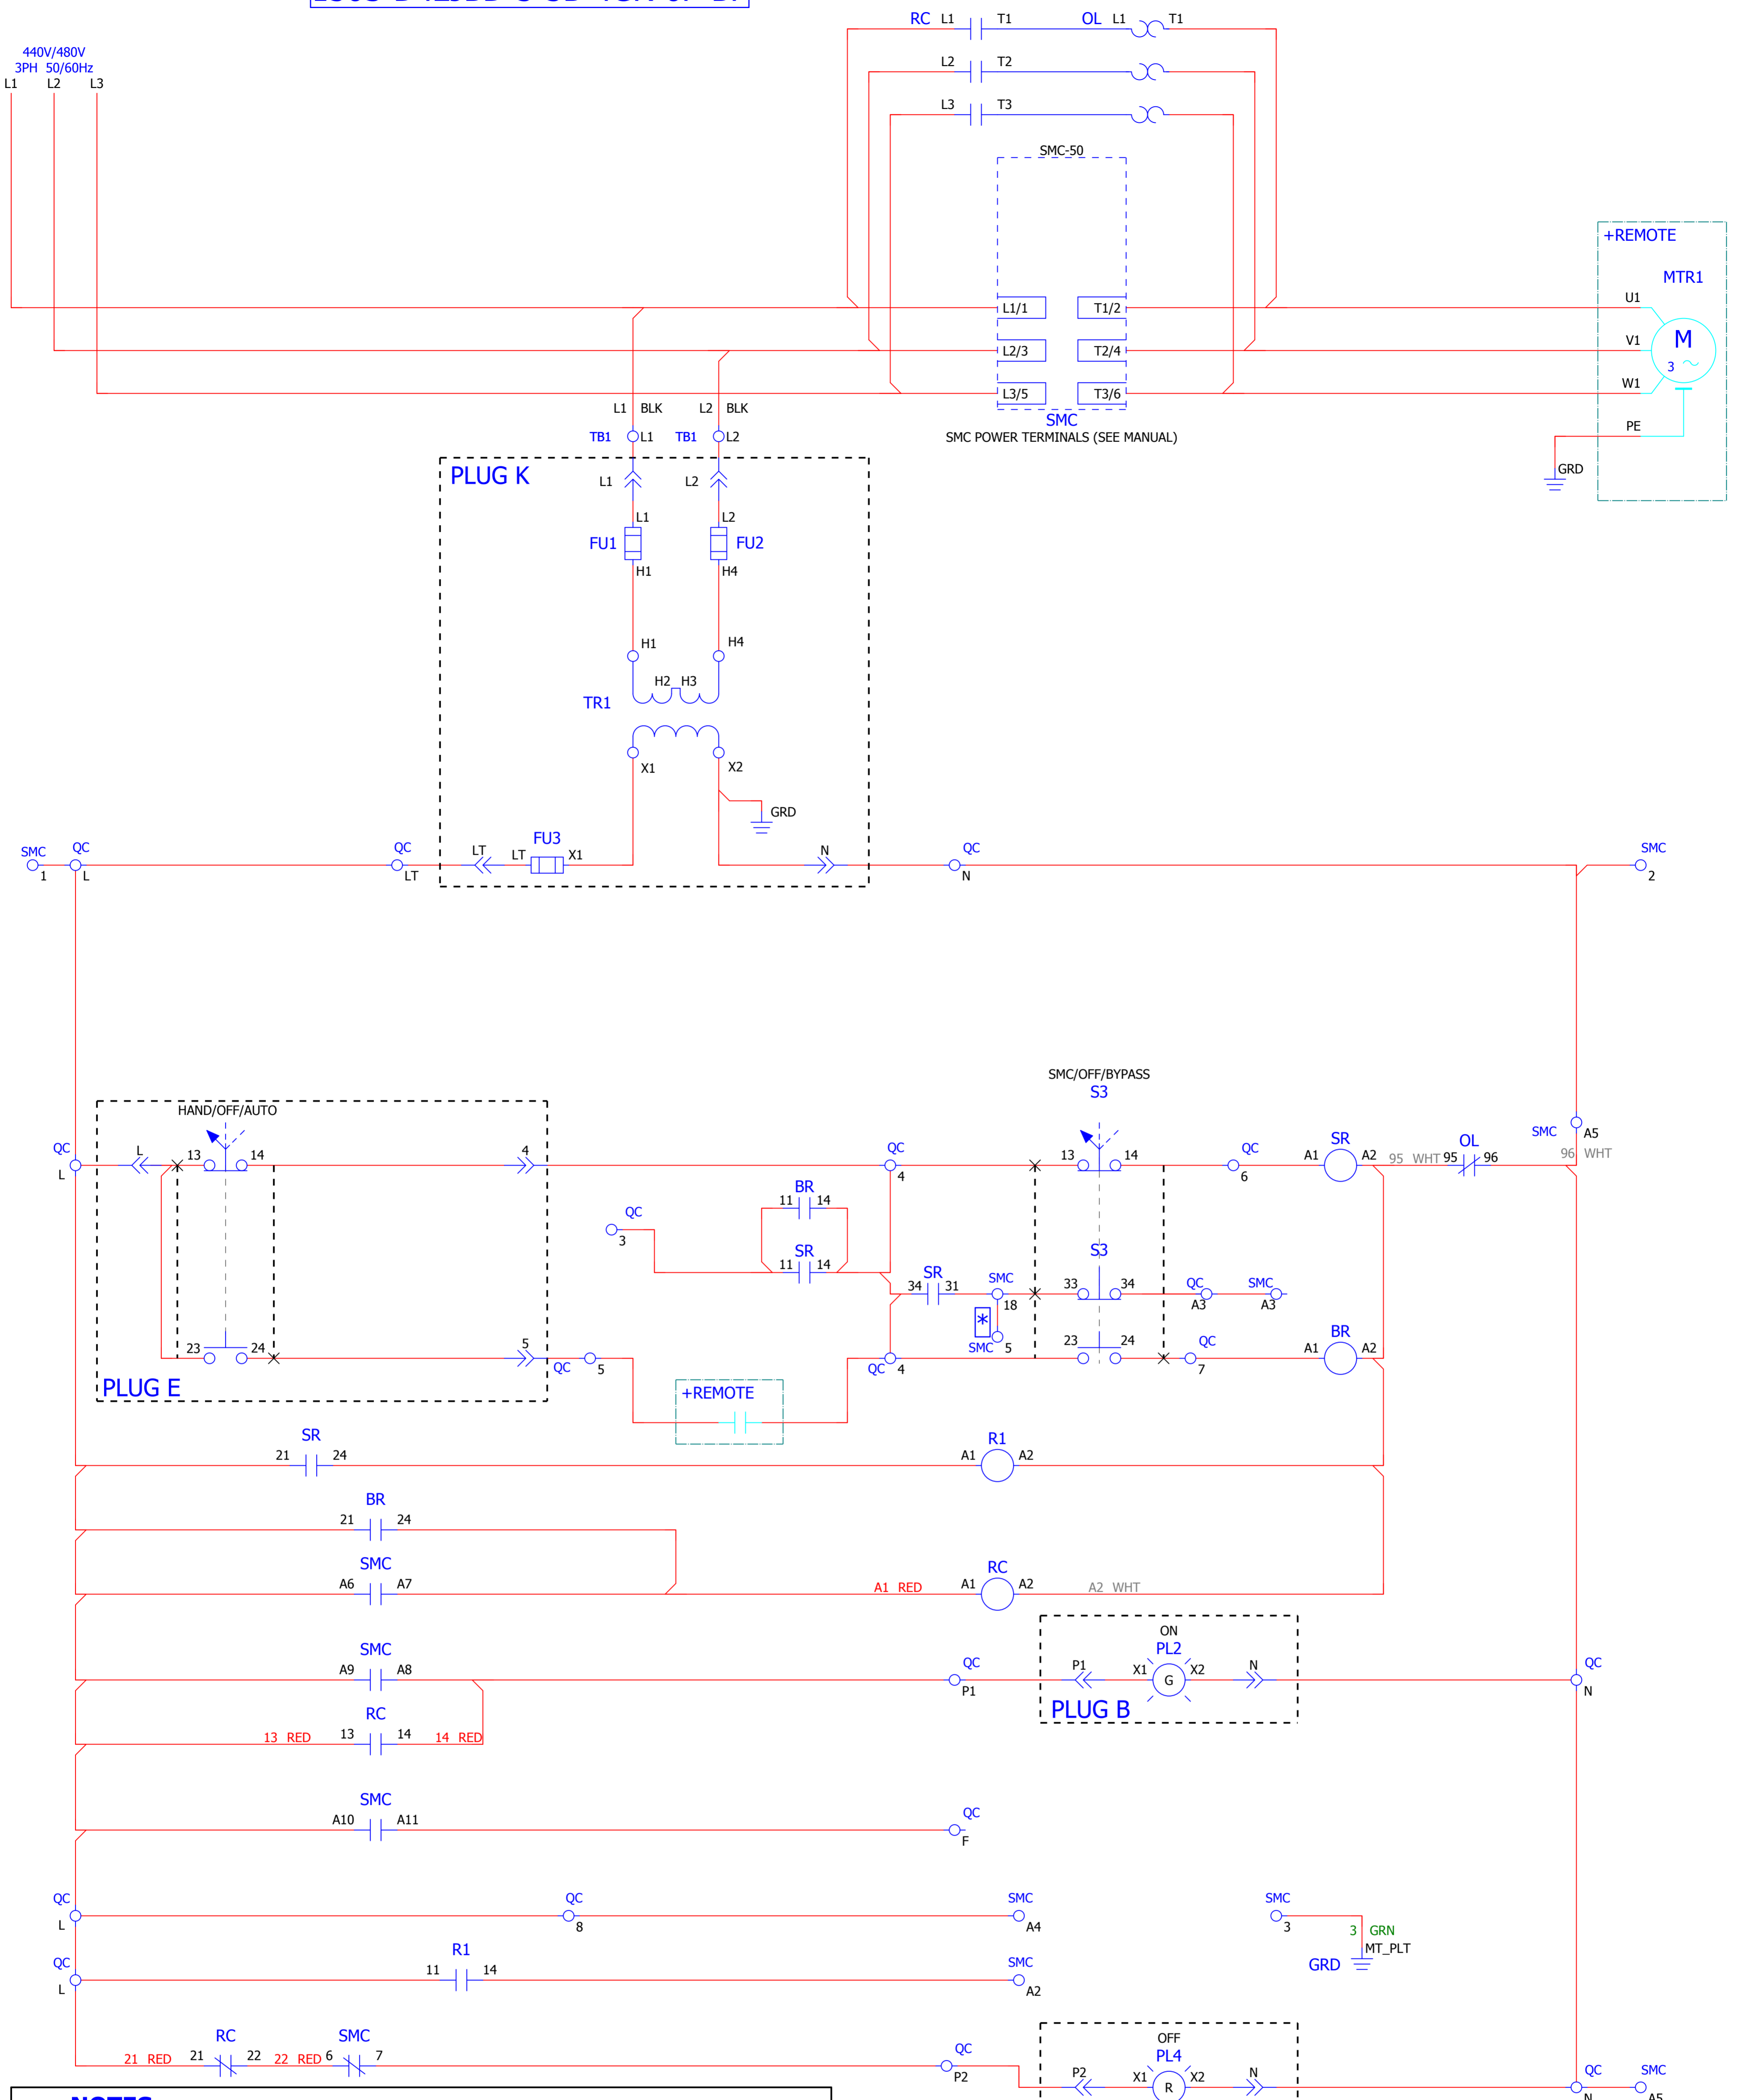 440V/480V
3PH 50/60Hz
L1 L2 L3
RC L1 T1 OL L1 T1
L2 T2
L3 T3
SMC-50
L1/1 T1/2
L2/3 T2/4
L3/5 T3/6
SMC
SMC POWER TERMINALS (SEE MANUAL)
+REMOTE
MTR1
U1
V1
W1
PE
M
3
GRD
L1 BLK L2 BLK
TB1 L1 TB1 L2
PLUG K
L1 L2
L1 L2
FU1 FU2
H1 H4
H1 H4
H2 H3
TR1
X1 X2
GRD
SMC QC QC LT LT FU3 X1 N QC SMC
1 L LT N 2
SMC/OFF/BYPASS
S3
HAND/OFF/AUTO
QC L 13 14 4 QC 13 14 QC SR OL SMC A5
L 4 6 A1 A2 95 WHT 95 96 96 WHT
BR
11 14
QC
3
SR
11 14
S3
SR
34 31 SMC 33 34 QC SMC
18 A3 A3
*
SMC 5
23 24 5 QC 5 QC 4 23 24 QC BR
7 A1 A2
PLUG E
+REMOTE
SR R1
21 24 A1 A2
BR
21 24
SMC RC
A6 A7 A1 RED A1 A2 A2 WHT
ON
SMC PL2
A9 A8 QC P1 X1 X2 N QC
P1 G N
PLUG B
RC
13 RED 13 14 14 RED
SMC
A10 A11 QC
F
QC QC SMC SMC
L 8 A4 3
3 GRN
MT_PLT
GRD
R1
QC 11 14 SMC
L A2
OFF
RC SMC PL4
21 RED 21 22 22 RED 6 7 QC P2 X1 X2 N QC SMC
P2 R